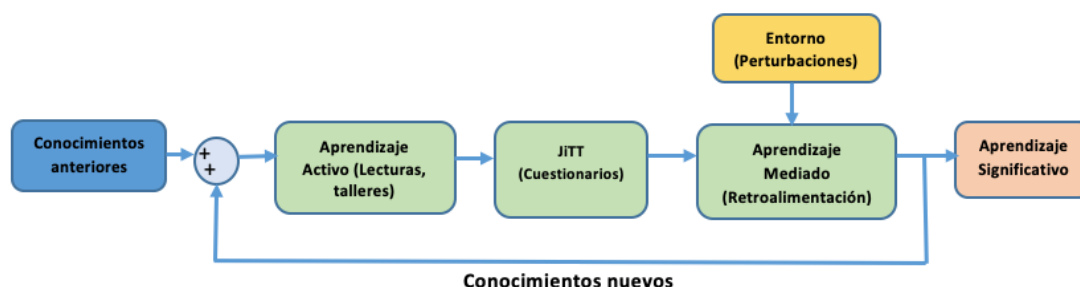 Entorno
(Perturbaciones)
Conocimientos
anteriores
+
+
Aprendizaje
Activo (Lecturas,
talleres)
JiTT
(Cuestionarios)
Aprendizaje
Mediado
(Retroalimentación)
Aprendizaje
Significativo
Conocimientos nuevos